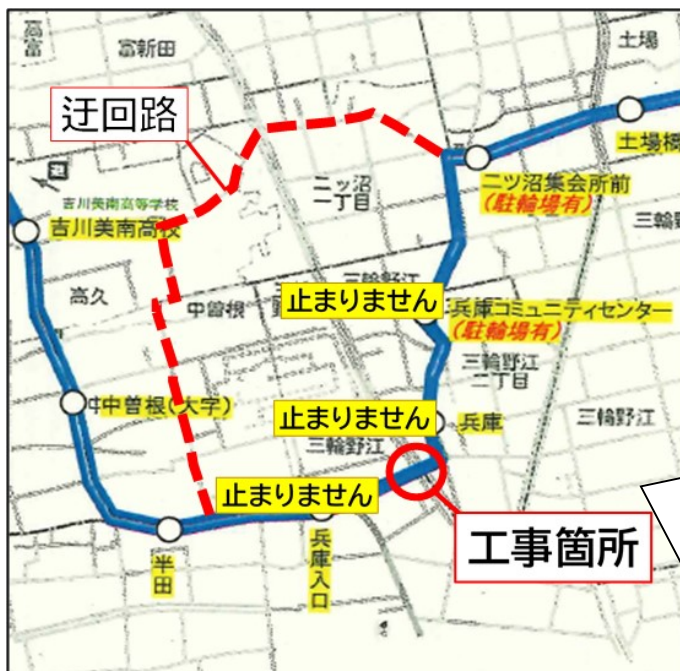 高富
富新田
土場
迂回路
土場橋
二ツ沼
一丁目
二ツ沼集会所前
(駐輪場有)
吉川美南高等学校
吉川美南高校
三輪野江
高久
中曽根
三輪野江
止まりません
兵庫コミュニティセンター
(駐輪場有)
三輪野江
二丁目
中曽根(大字)
止まりません
兵庫
三輪野江
三輪野江
止まりません
工事箇所
半田
兵庫入口